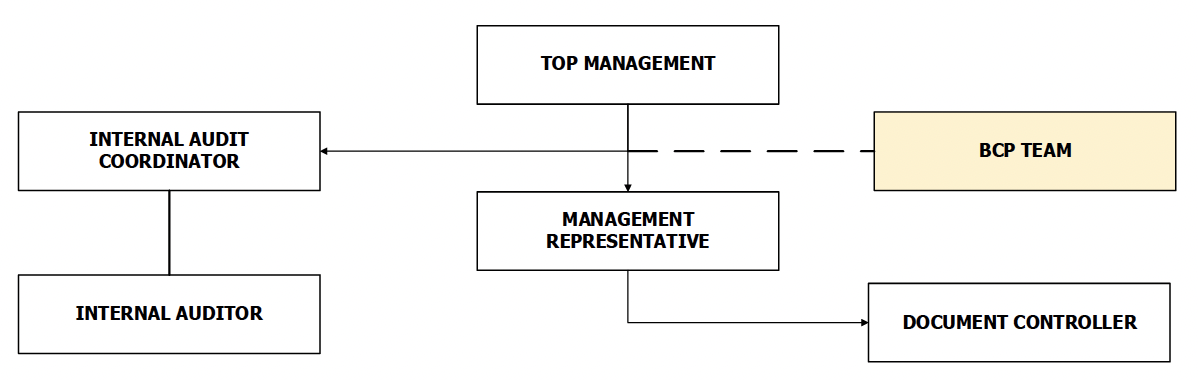 TOP MANAGEMENT
INTERNAL AUDIT
COORDINATOR
BCP TEAM
MANAGEMENT
REPRESENTATIVE
INTERNAL AUDITOR
DOCUMENT CONTROLLER